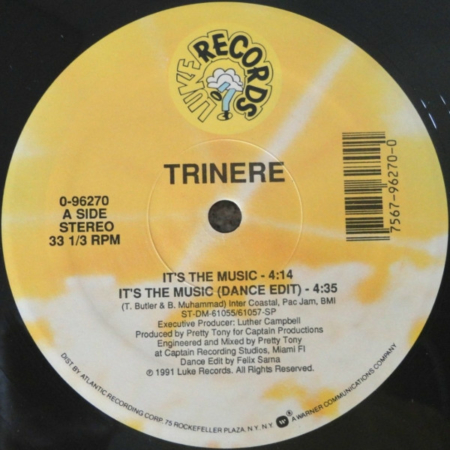 LUKE RECORDS
TRINERE
0-96270
A SIDE
STEREO
33 1/3 RPM
7567-96270-0
IT'S THE MUSIC - 4:14
IT'S THE MUSIC (DANCE EDIT) - 4:35
(T. Butler & B. Muhammad) Inter Coastal, Pac Jam, BMI
ST-DM-61055/61057-SP
Executive Producer: Luther Campbell
Produced by Pretty Tony for Captain Productions
Engineered and Mixed by Pretty Tony
at Captain Recording Studios, Miami Fl
Dance Edit by Felix Sama
℗ 1991 Luke Records. All Rights Reserved.
DIST. BY ATLANTIC RECORDING CORP. 75 ROCKEFELLER PLAZA, N.Y. N.Y. W A WARNER COMMUNICATIONS COMPANY